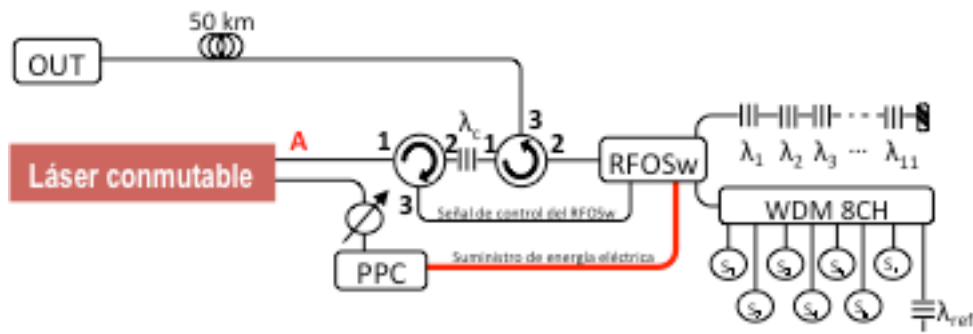 50 km
OUT
3
A
1
2
λc
1
2
RFOSw
Láser conmutable
λ1 λ2 λ3 ... λ11
3
Señal de control del RFOSw
WDM 8CH
Suministro de energía eléctrica
PPC
λref